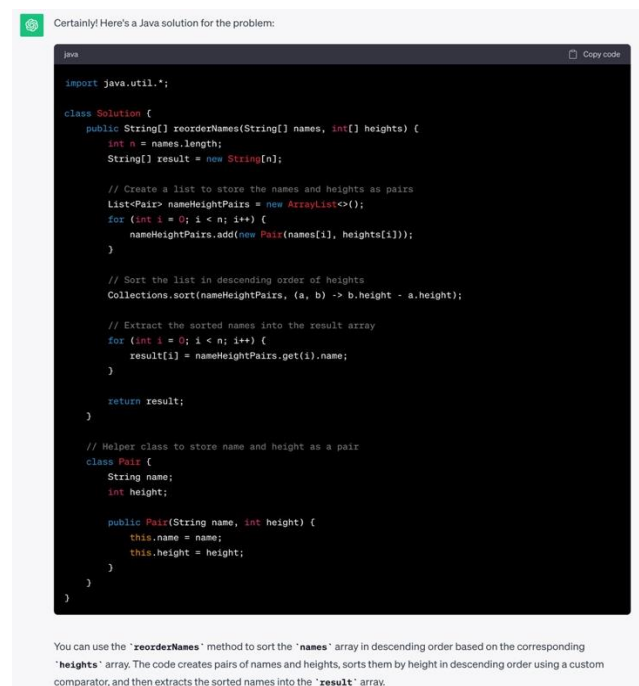 Certainly! Here's a Java solution for the problem:
java
Copy code
import java.util.*;
class Solution {
public String[] reorderNames(String[] names, int[] heights) {
int n = names.length;
String[] result = new String[n];
// Create a list to store the names and heights as pairs
List<Pair> nameHeightPairs = new ArrayList<>();
for (int i = 0; i < n; i++) {
nameHeightPairs.add(new Pair(names[i], heights[i]));
}
// Sort the list in descending order of heights
Collections.sort(nameHeightPairs, (a, b) -> b.height - a.height);
// Extract the sorted names into the result array
for (int i = 0; i < n; i++) {
result[i] = nameHeightPairs.get(i).name;
}
return result;
}
// Helper class to store name and height as a pair
class Pair {
String name;
int height;
public Pair(String name, int height) {
this.name = name;
this.height = height;
}
}
}
You can use the `reorderNames` method to sort the `names` array in descending order based on the corresponding
`heights` array. The code creates pairs of names and heights, sorts them by height in descending order using a custom
comparator, and then extracts the sorted names into the `result` array.